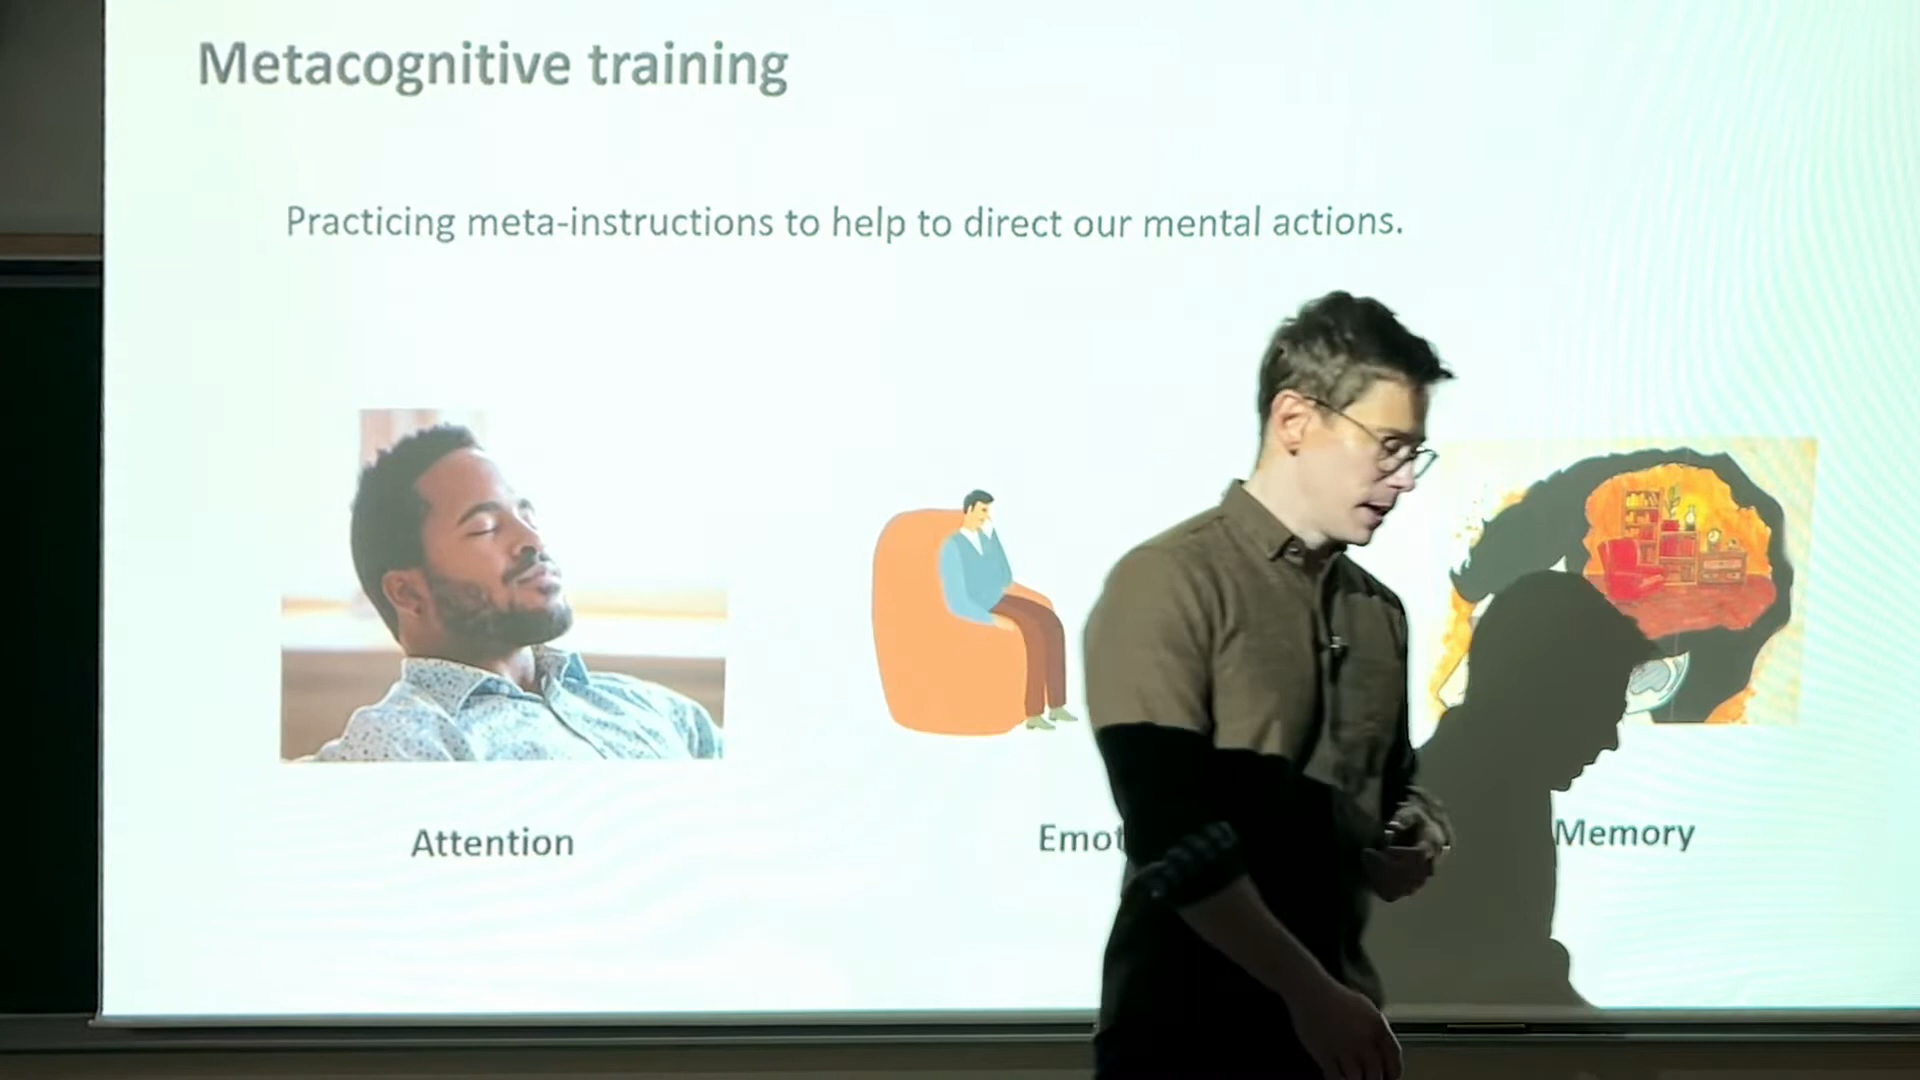 Metacognitive training
Practicing meta-instructions to help to direct our mental actions.
Attention
Memory